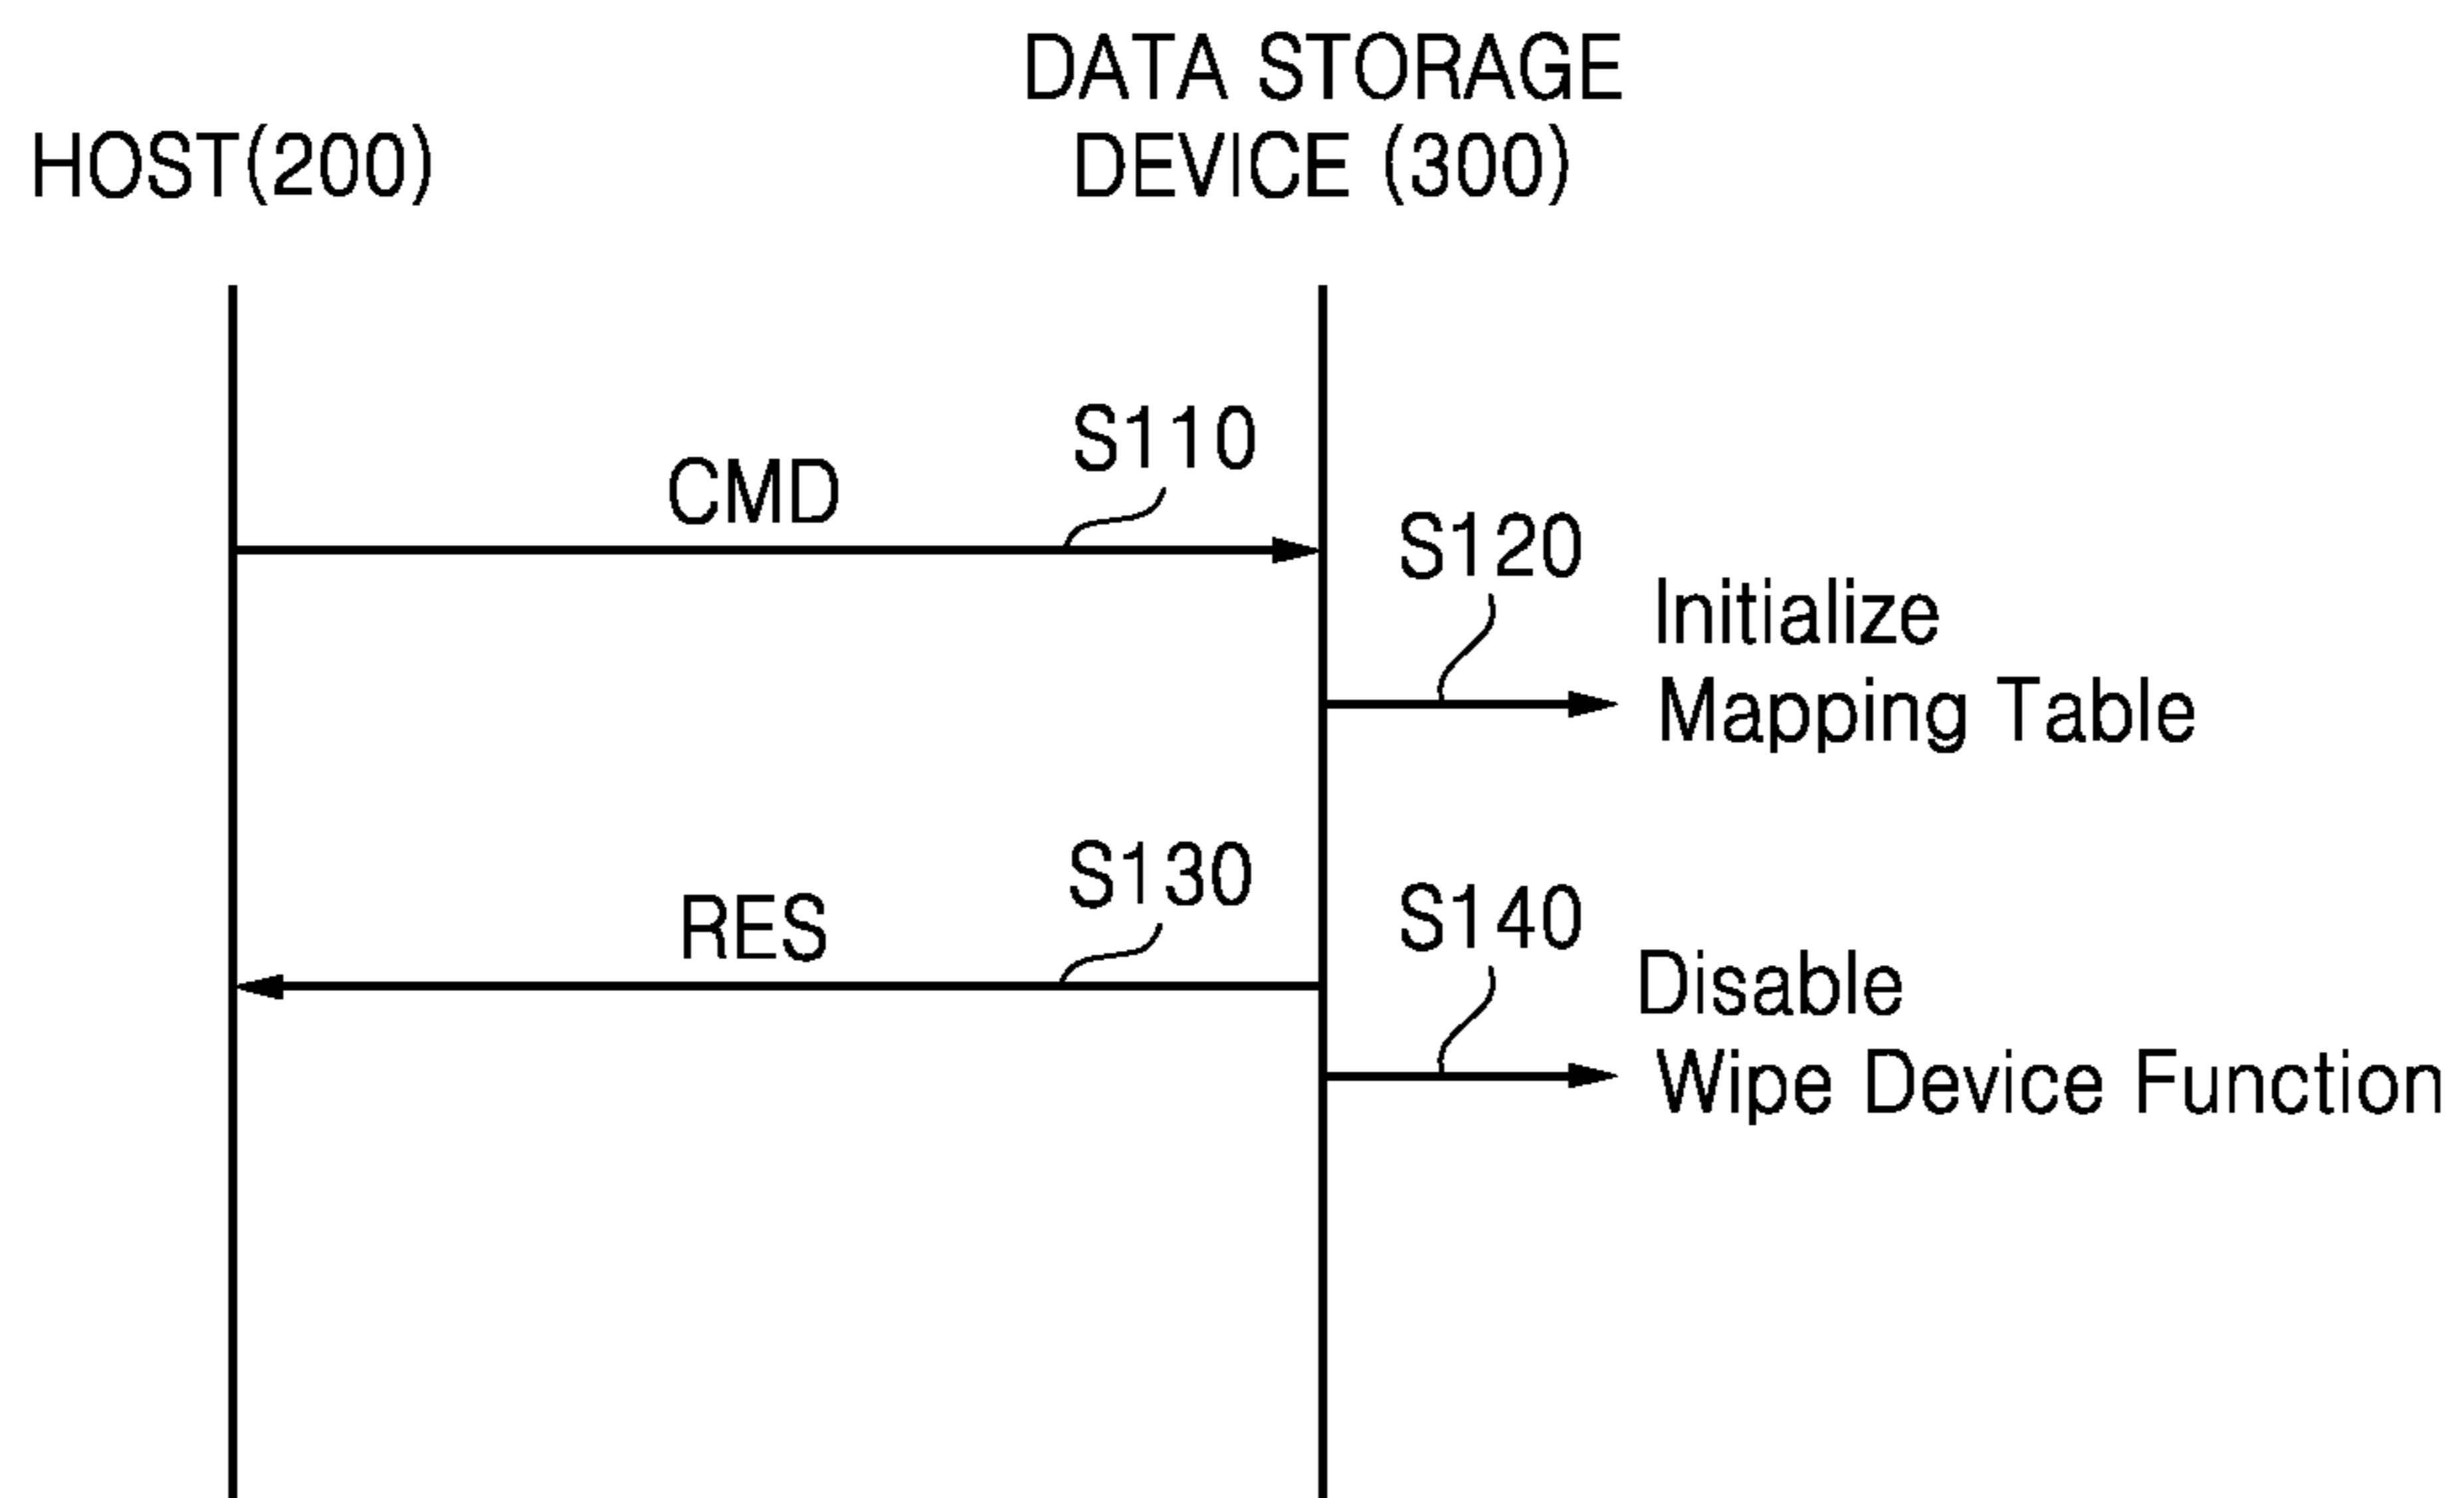 DATA STORAGE
HOST(200)
DEVICE (300)
S110
CMD
S120
Initialize
Mapping Table
S130
RES
S140
Disable
Wipe Device Function